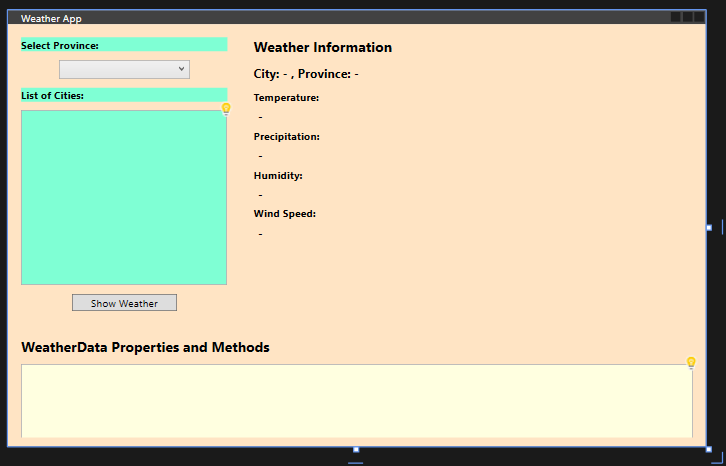 Weather App
Select Province:
List of Cities:
Show Weather
Weather Information
City: - , Province: -
Temperature:
-
Precipitation:
-
Humidity:
-
Wind Speed:
-
WeatherData Properties and Methods